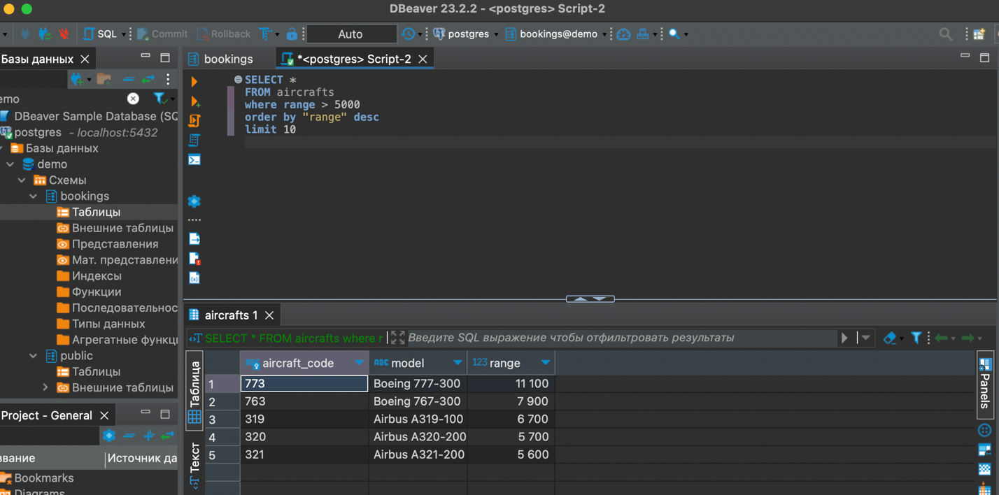 DBeaver 23.2.2 - <postgres> Script-2
SQL Commit Rollback Auto postgres bookings@demo
Базы данных
bookings
*<postgres> Script-2
emo
DBeaver Sample Database (SQ
postgres - localhost:5432
Базы данных
demo
Схемы
bookings
Таблицы
Внешние таблицы
Представления
Мат. представлени
Индексы
Функции
Последовательнос
Типы данных
Агрегатные функци
public
Таблицы
Внешние таблицы
SELECT *
FROM aircrafts
where range > 5000
order by "range" desc
limit 10
Project - General
звание Источник да
Bookmarks
Diagrams
aircrafts 1
SELECT * FROM aircrafts where r
Введите SQL выражение чтобы отфильтровать результаты
Таблица
Текст
ABC aircraft_code ABC model 123 range
1 773 Boeing 777-300 11 100
2 763 Boeing 767-300 7 900
3 319 Airbus A319-100 6 700
4 320 Airbus A320-200 5 700
5 321 Airbus A321-200 5 600
Panels